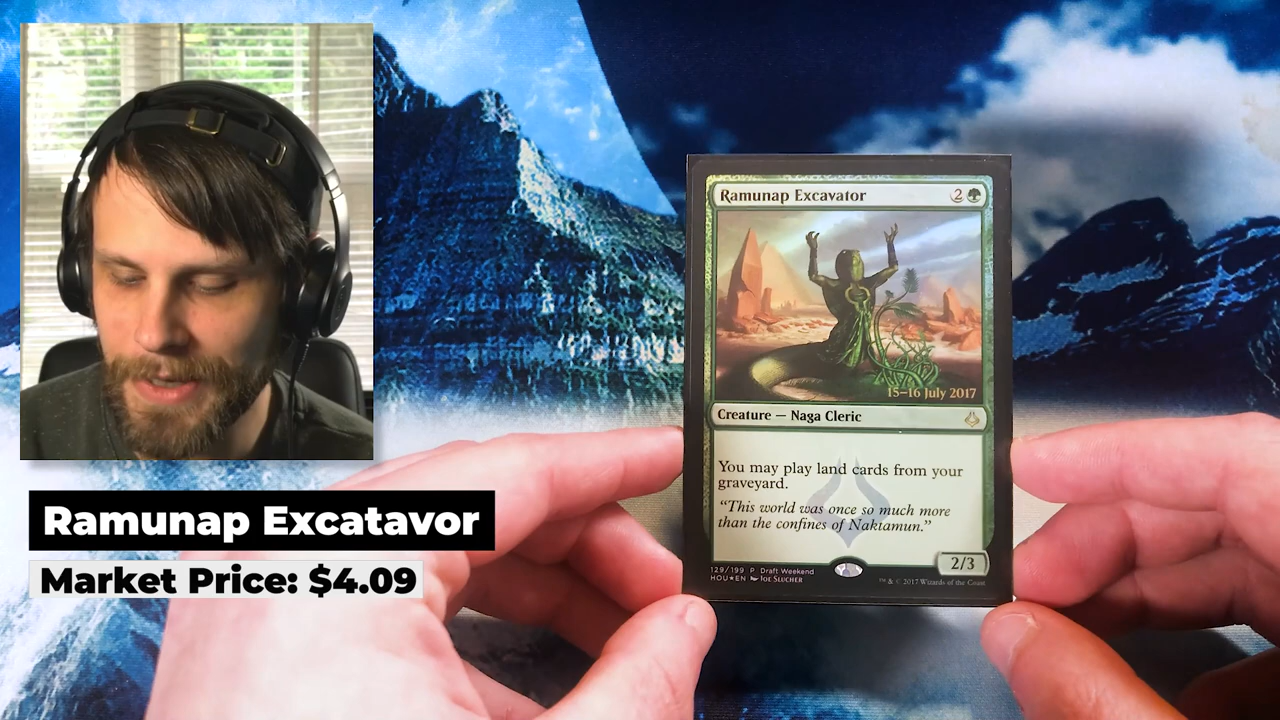 Ramunap Excavator 2
15–16 July 2017
Creature — Naga Cleric
You may play land cards from your
graveyard.
“This world was once so much more
than the confines of Naktamun.”
2/3
129/199 P Draft Weekend
HOU★EN Joe Slucher
™ & © 2017 Wizards of the Coast
Ramunap Excatavor
Market Price: $4.09